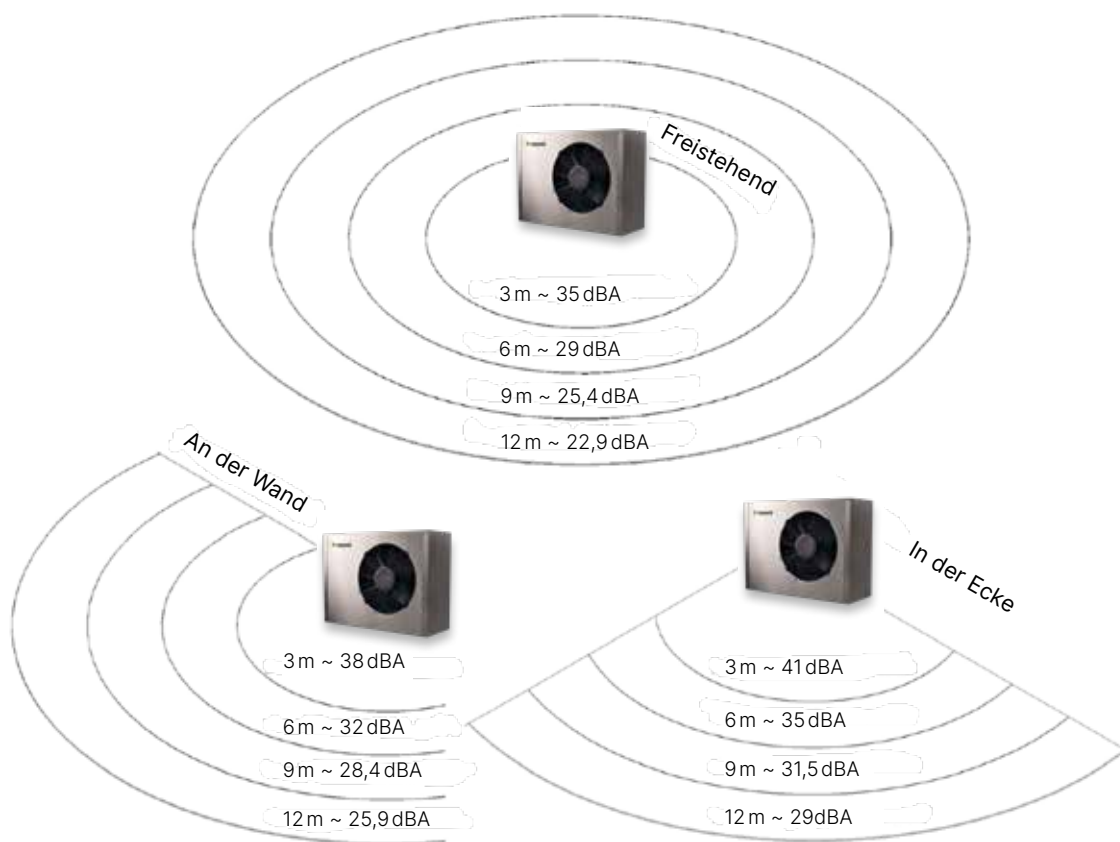 Freistehend
3 m ~ 35 dBA
6 m ~ 29 dBA
9 m ~ 25,4 dBA
12 m ~ 22,9 dBA
An der Wand
3 m ~ 38 dBA
6 m ~ 32 dBA
9 m ~ 28,4 dBA
12 m ~ 25,9 dBA
In der Ecke
3 m ~ 41 dBA
6 m ~ 35 dBA
9 m ~ 31,5 dBA
12 m ~ 29 dBA